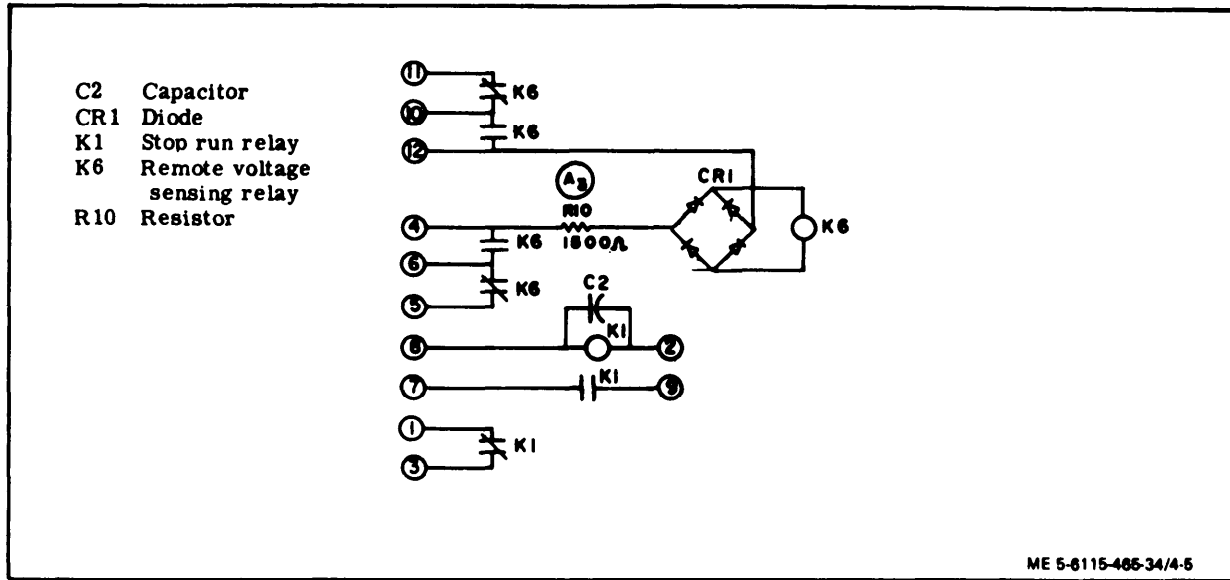 C2 Capacitor
CR1 Diode
K1 Stop run relay
K6 Remote voltage
sensing relay
R10 Resistor
11
K6
10
K6
12
A3
CR1
R10
4
1500Ω
K6
K6
6
K6
5
C2
K1
8
2
7
K1
9
1
K1
3
ME 5-6115-465-34/4-5